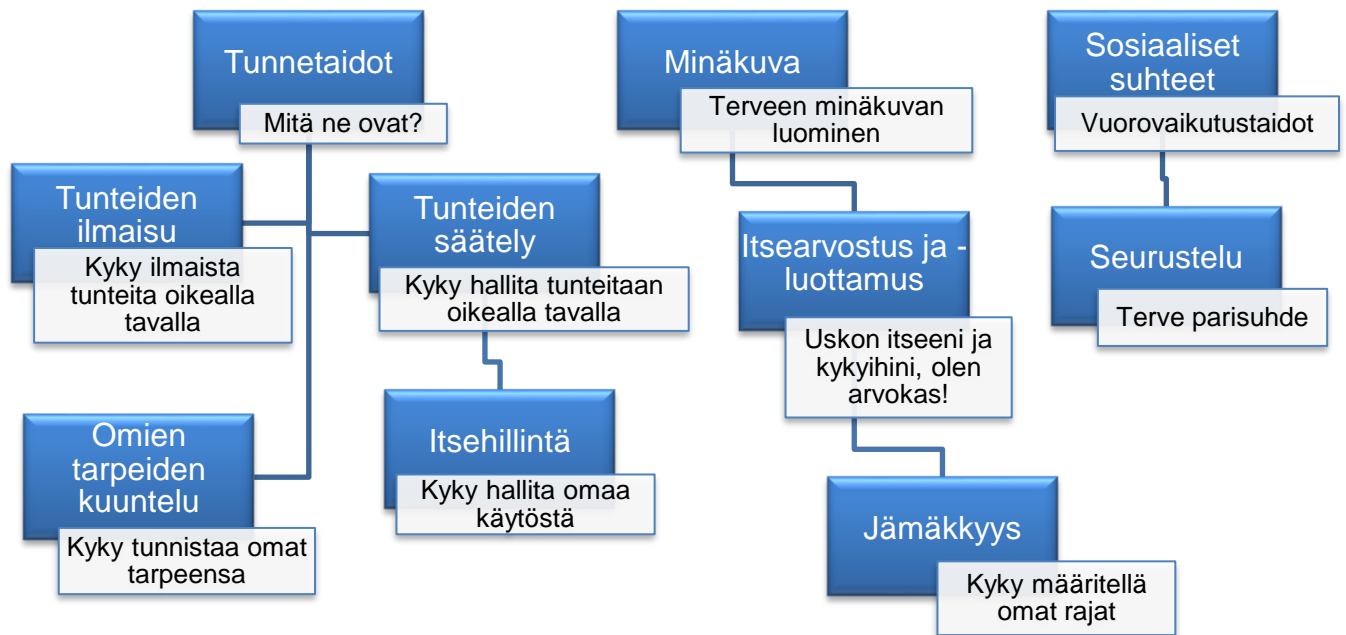 Tunnetaidot
Mitä ne ovat?
Tunteiden
ilmaisu
Kyky ilmaista
tunteita oikealla
tavalla
Tunteiden
säätely
Kyky hallita tunteitaan
oikealla tavalla
Omien
tarpeiden
kuuntelu
Kyky tunnistaa omat
tarpeensa
Itsehillintä
Kyky hallita omaa
käytöstä
Minäkuva
Terveen minäkuvan
luominen
Itsearvostus ja -
luottamus
Uskon itseeni ja
kykyihini, olen
arvokas!
Jämäkkyys
Kyky määritellä
omat rajat
Sosiaaliset
suhteet
Vuorovaikutustaidot
Seurustelu
Terve parisuhde